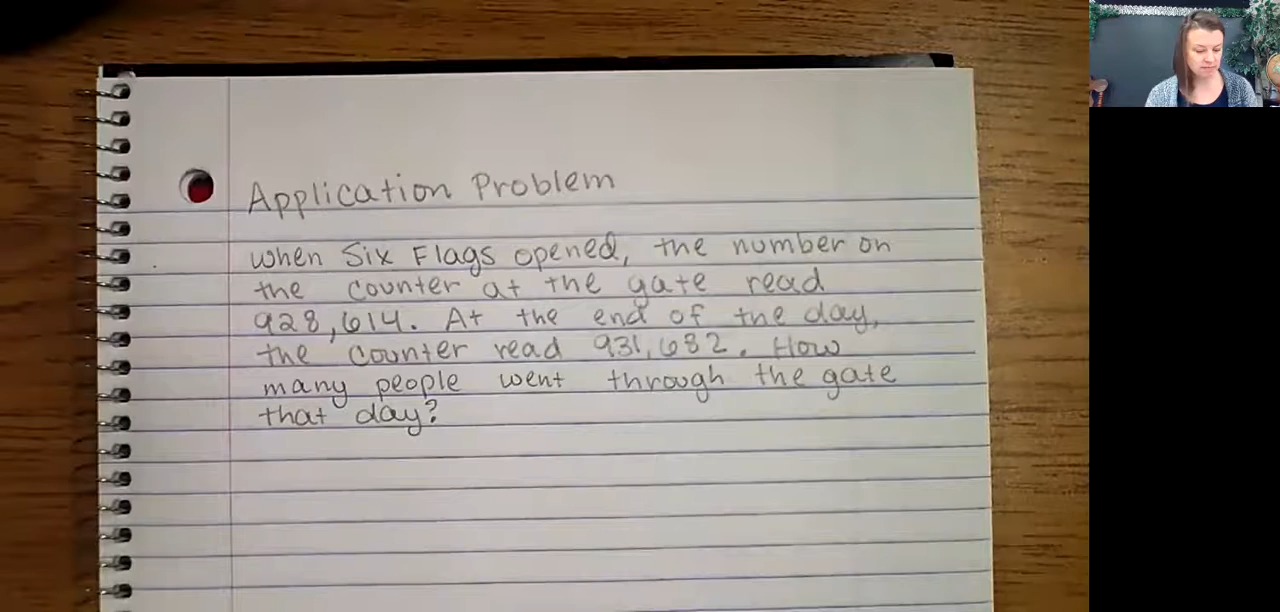 Application Problem
When Six Flags opened, the number on
the counter at the gate read
928,614. At the end of the day,
the counter read 931,682. How
many people went through the gate
that day?